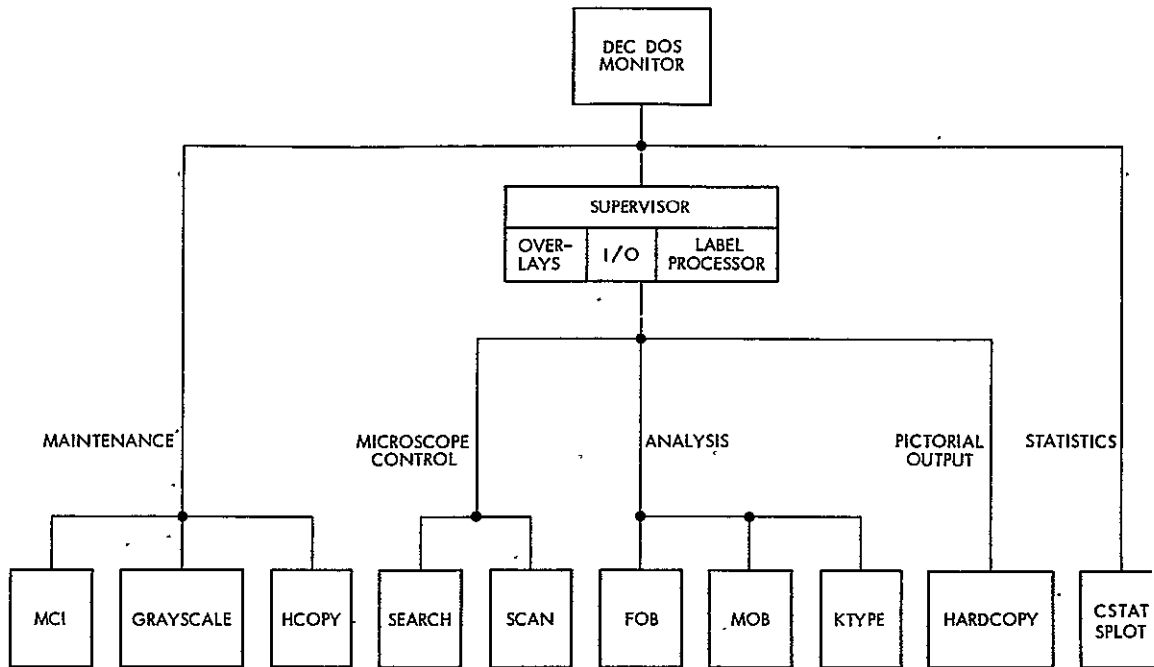 DEC DOS
MONITOR
SUPERVISOR
OVER-
LAYS
I/O
LABEL
PROCESSOR
MAINTENANCE
MICROSCOPE
CONTROL
ANALYSIS
PICTORIAL
OUTPUT
STATISTICS
MCI
GRAYSCALE
HCOPY
SEARCH
SCAN
FOB
MOB
KTYPE
HARDCOPY
CSTAT
SPLOT